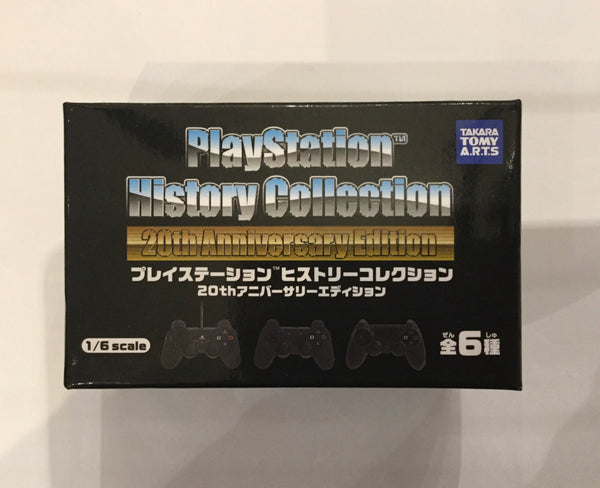 PlayStation™
History Collection
20th Anniversary Edition
プレイステーション™ヒストリーコレクション
20thアニバーサリーエディション
TAKARA
TOMY
A.R.T.S
1/6 scale
ぜん しゅ
全6種